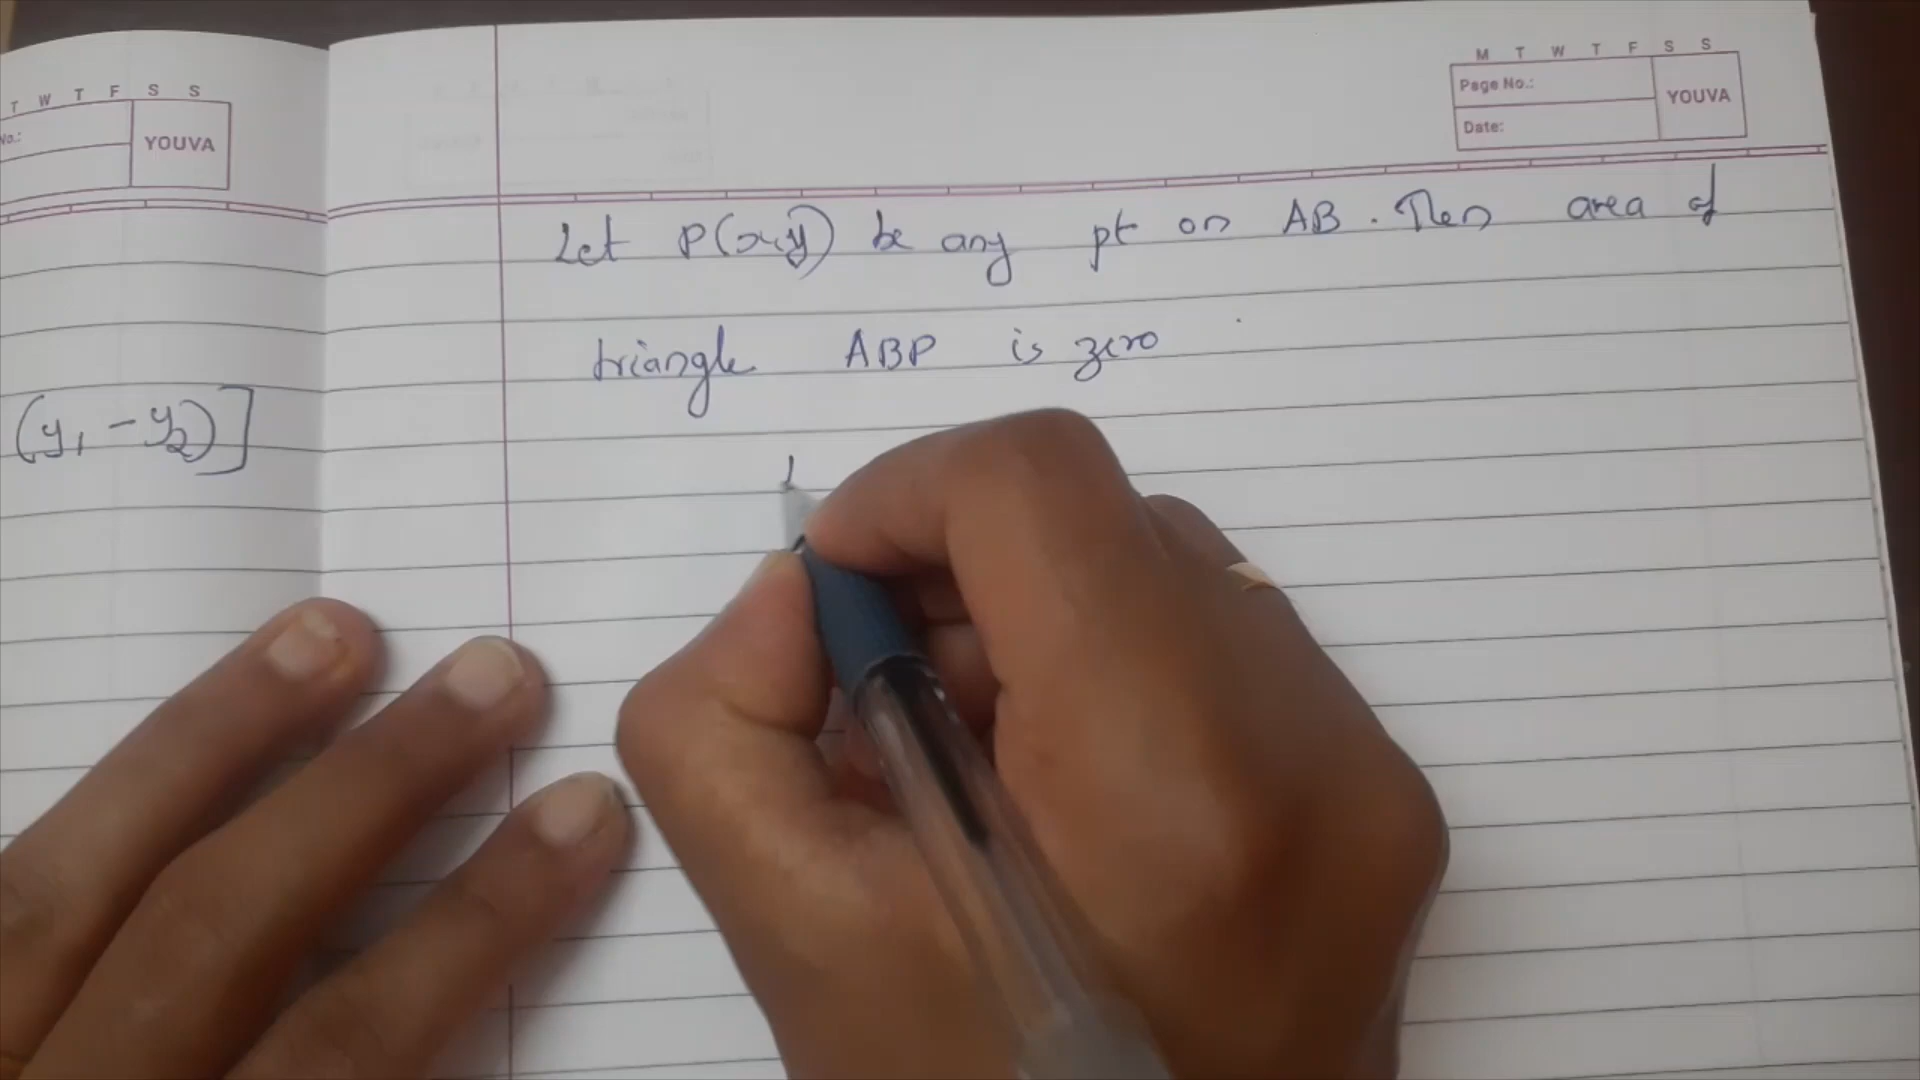 T W T F S S
No.:
YOUVA
(y₁ - y₂)]
M T W T F S S
Page No.:
YOUVA
Date:
Let P(x,y) be any pt on AB. Then area of
triangle ABP is zero
1